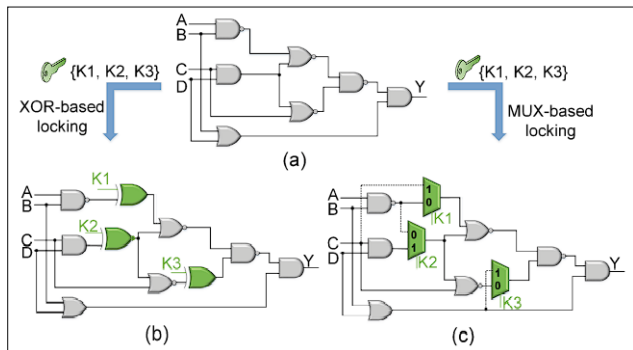 A
B
C
D
Y
{K1, K2, K3}
XOR-based
locking
{K1, K2, K3}
MUX-based
locking
(a)
A
B
C
D
K1
K2
K3
Y
(b)
A
B
C
D
1
0
K1
0
1
K2
1
0
K3
Y
(c)